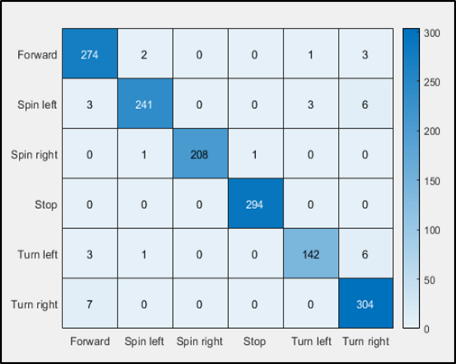 Forward 274 2 0 0 1 3
Spin left 3 241 0 0 3 6
Spin right 0 1 208 1 0 0
Stop 0 0 0 294 0 0
Turn left 3 1 0 0 142 6
Turn right 7 0 0 0 0 304
Forward Spin left Spin right Stop Turn left Turn right
300
250
200
150
100
50
0